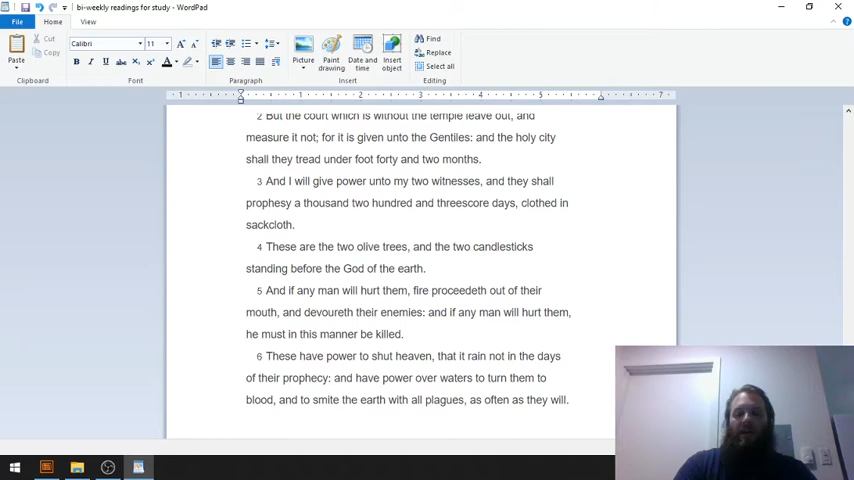 bi-weekly readings for study - WordPad
File
Home
View
Paste
Cut
Copy
Calibri
11
Picture
Paint drawing
Date and time
Insert object
Find
Replace
Select all
Clipboard
Font
Paragraph
Insert
Editing
1 1 2 3 4 5 7
2 But the court which is without the temple leave out, and
measure it not; for it is given unto the Gentiles: and the holy city
shall they tread under foot forty and two months.
3 And I will give power unto my two witnesses, and they shall
prophesy a thousand two hundred and threescore days, clothed in
sackcloth.
4 These are the two olive trees, and the two candlesticks
standing before the God of the earth.
5 And if any man will hurt them, fire proceedeth out of their
mouth, and devoureth their enemies: and if any man will hurt them,
he must in this manner be killed.
6 These have power to shut heaven, that it rain not in the days
of their prophecy: and have power over waters to turn them to
blood, and to smite the earth with all plagues, as often as they will.